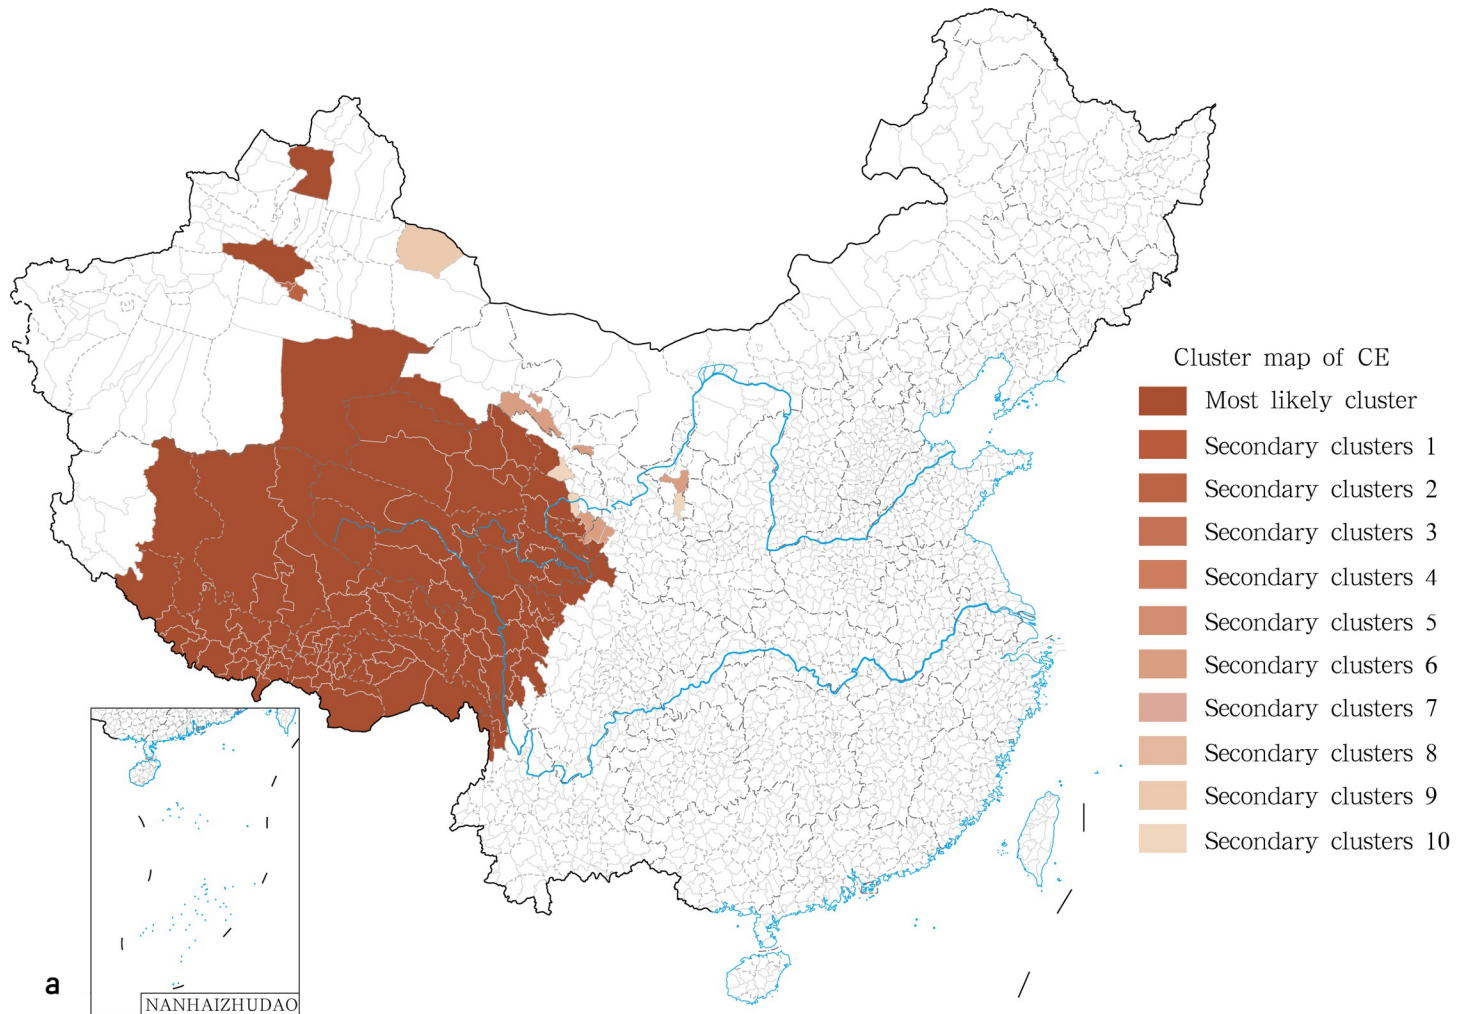 Cluster map of CE
Most likely cluster
Secondary clusters 1
Secondary clusters 2
Secondary clusters 3
Secondary clusters 4
Secondary clusters 5
Secondary clusters 6
Secondary clusters 7
Secondary clusters 8
Secondary clusters 9
Secondary clusters 10
a
NANHAIZHUDAO